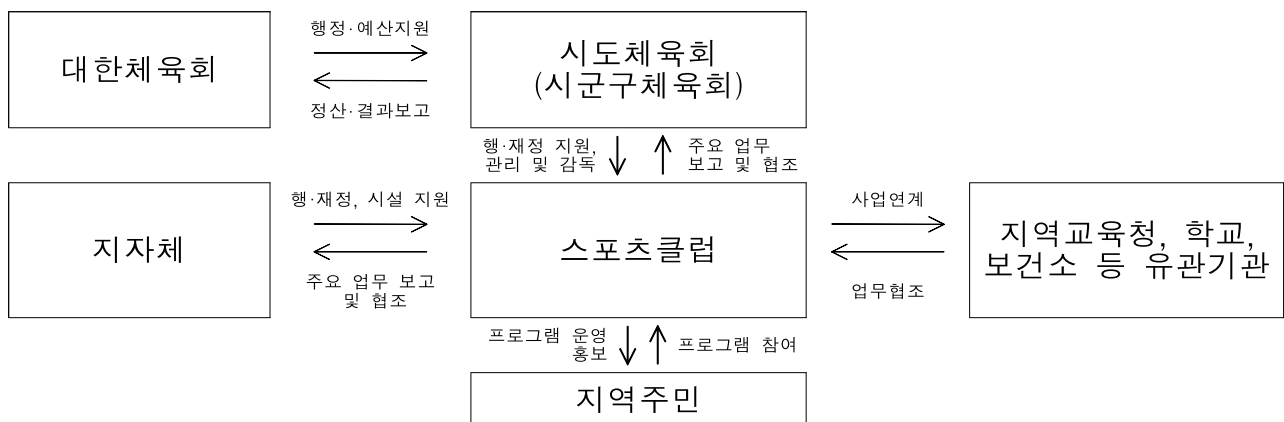 행정·예산지원
대한체육회
시도체육회
(시군구체육회)
정산·결과보고
행·재정 지원,
관리 및 감독
주요 업무
보고 및 협조
행·재정, 시설 지원
사업연계
지자체
스포츠클럽
지역교육청, 학교,
보건소 등 유관기관
주요 업무 보고
및 협조
업무협조
프로그램 운영
홍보
프로그램 참여
지역주민